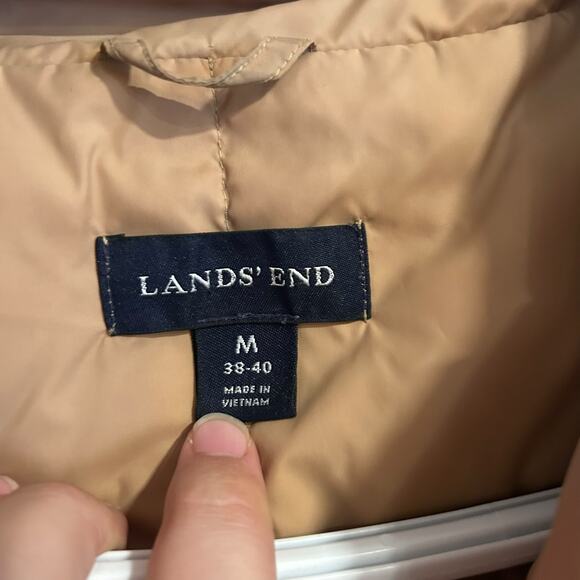 LANDS' END
M
38-40
MADE IN
VIETNAM